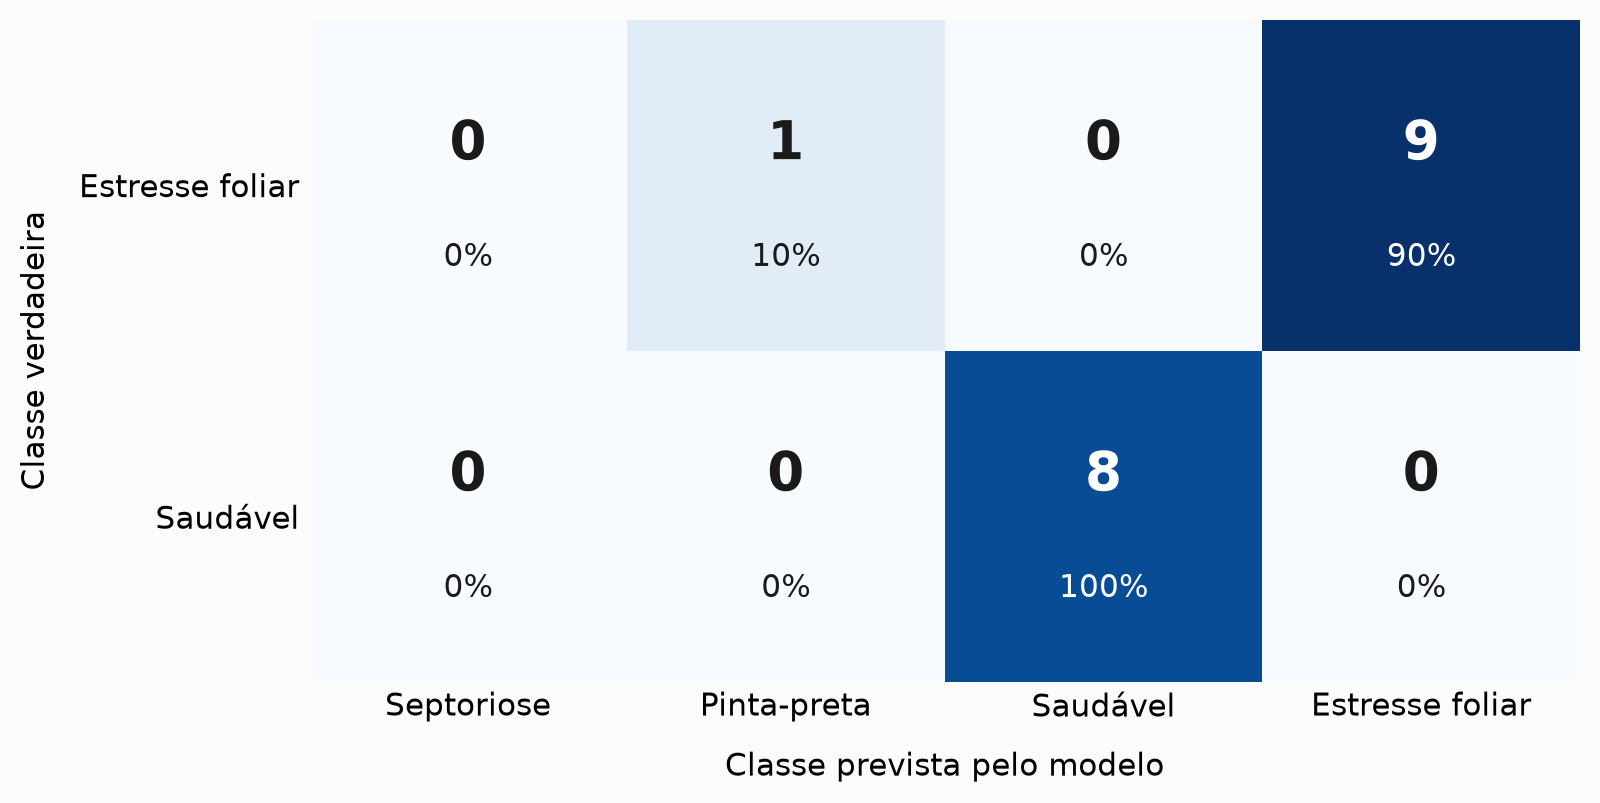 Classe verdadeira
Estresse foliar
0 1 0 9
0% 10% 0% 90%
Saudável
0 0 8 0
0% 0% 100% 0%
Septoriose Pinta-preta Saudável Estresse foliar
Classe prevista pelo modelo